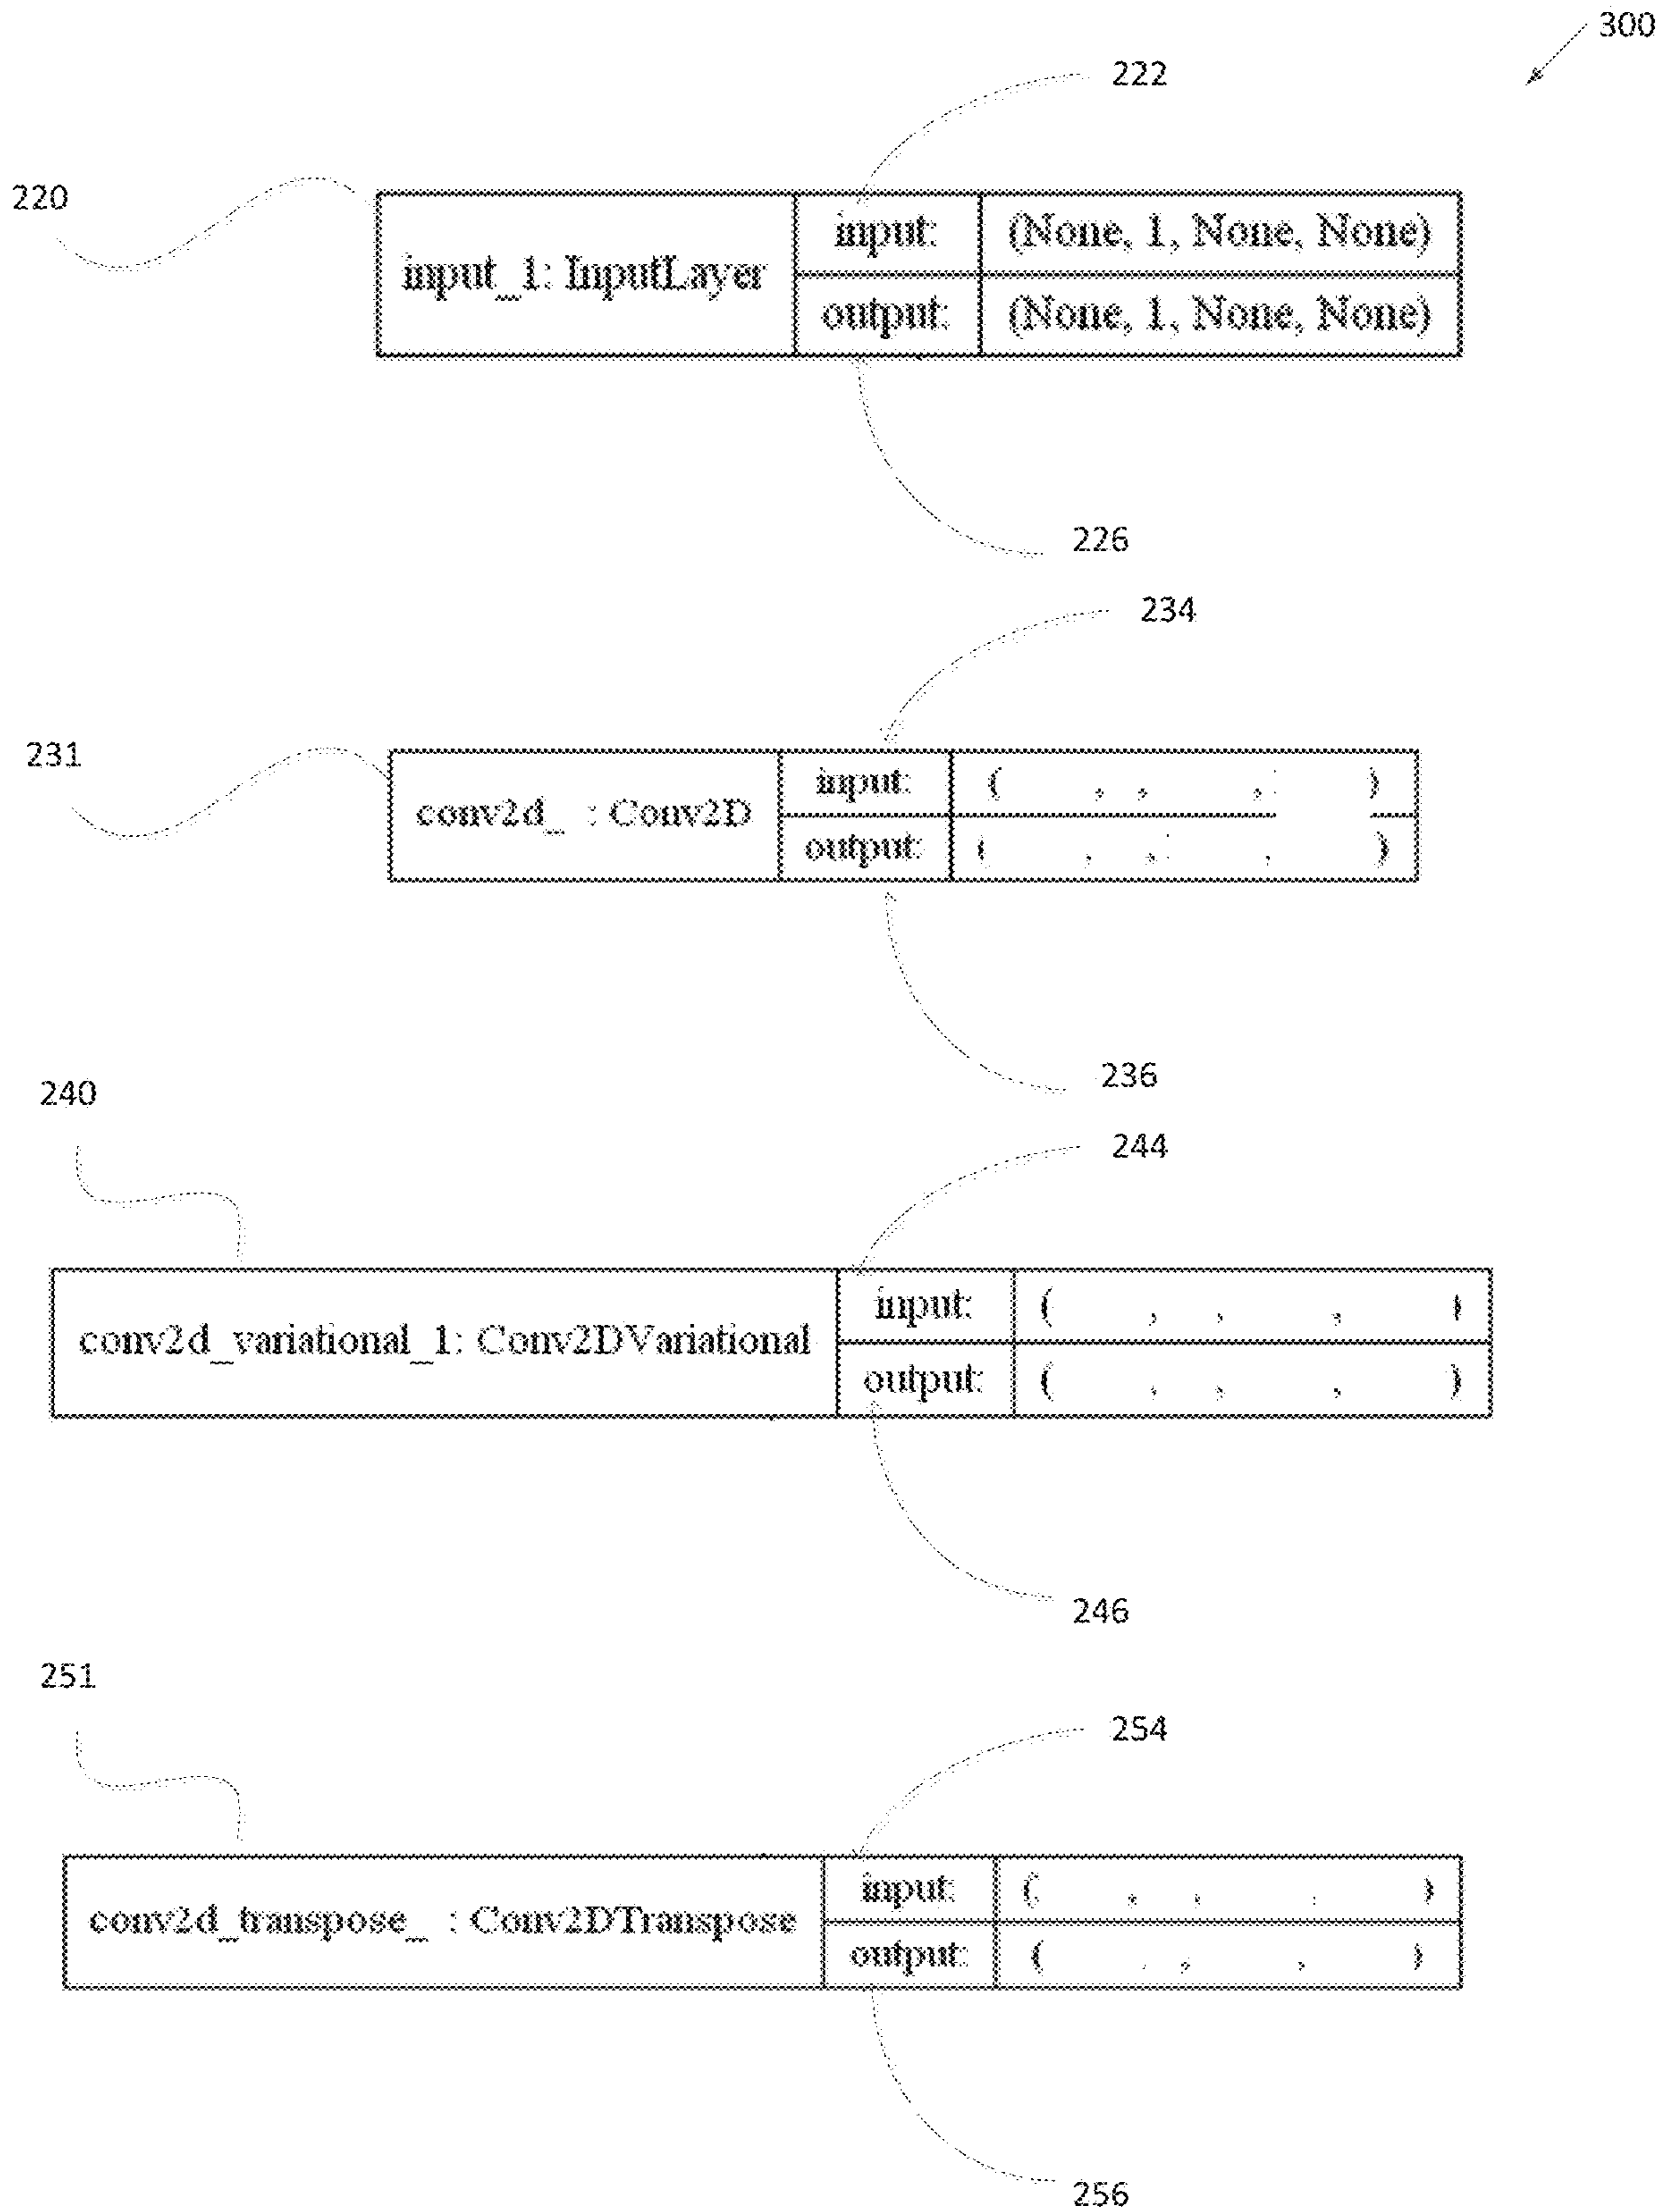 300
222
220
input_1: InputLayer
input: (None, 1, None, None)
output: (None, 1, None, None)
226
234
231
conv2d_ : Conv2D
input: ( , , , )
output: ( , , , )
236
240
244
conv2d_variational_1: Conv2DVariational
input: ( , , , )
output: ( , , , )
246
251
254
conv2d_transpose_ : Conv2DTranspose
input: ( , , , )
output: ( , , , )
256